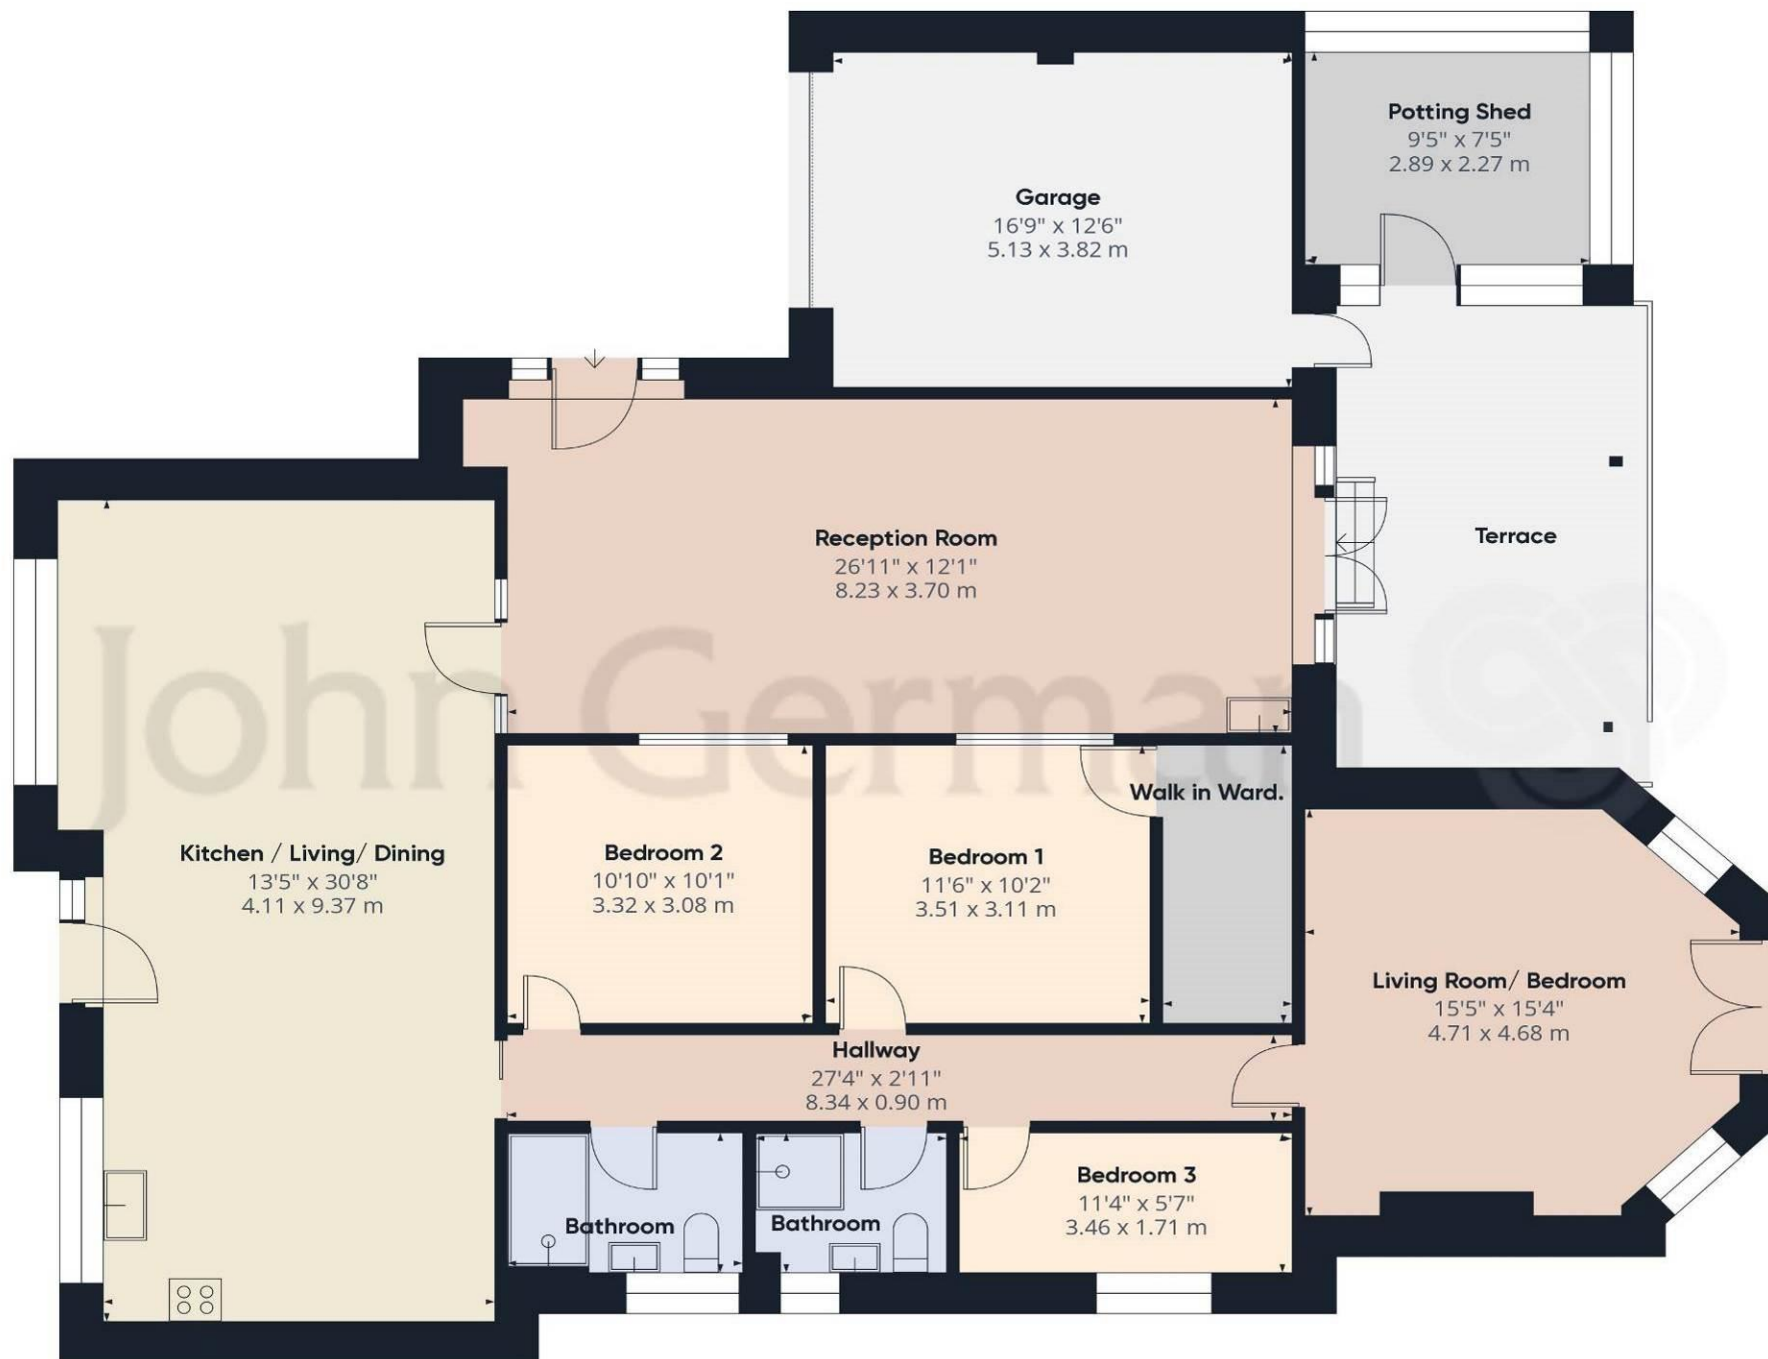 Potting Shed
9'5" x 7'5"
2.89 x 2.27 m
Garage
16'9" x 12'6"
5.13 x 3.82 m
Reception Room
26'11" x 12'1"
8.23 x 3.70 m
Terrace
John German
Walk in Ward.
Kitchen / Living/ Dining
13'5" x 30'8"
4.11 x 9.37 m
Bedroom 2
10'10" x 10'1"
3.32 x 3.08 m
Bedroom 1
11'6" x 10'2"
3.51 x 3.11 m
Living Room/ Bedroom
15'5" x 15'4"
4.71 x 4.68 m
Hallway
27'4" x 2'11"
8.34 x 0.90 m
Bathroom
Bathroom
Bedroom 3
11'4" x 5'7"
3.46 x 1.71 m